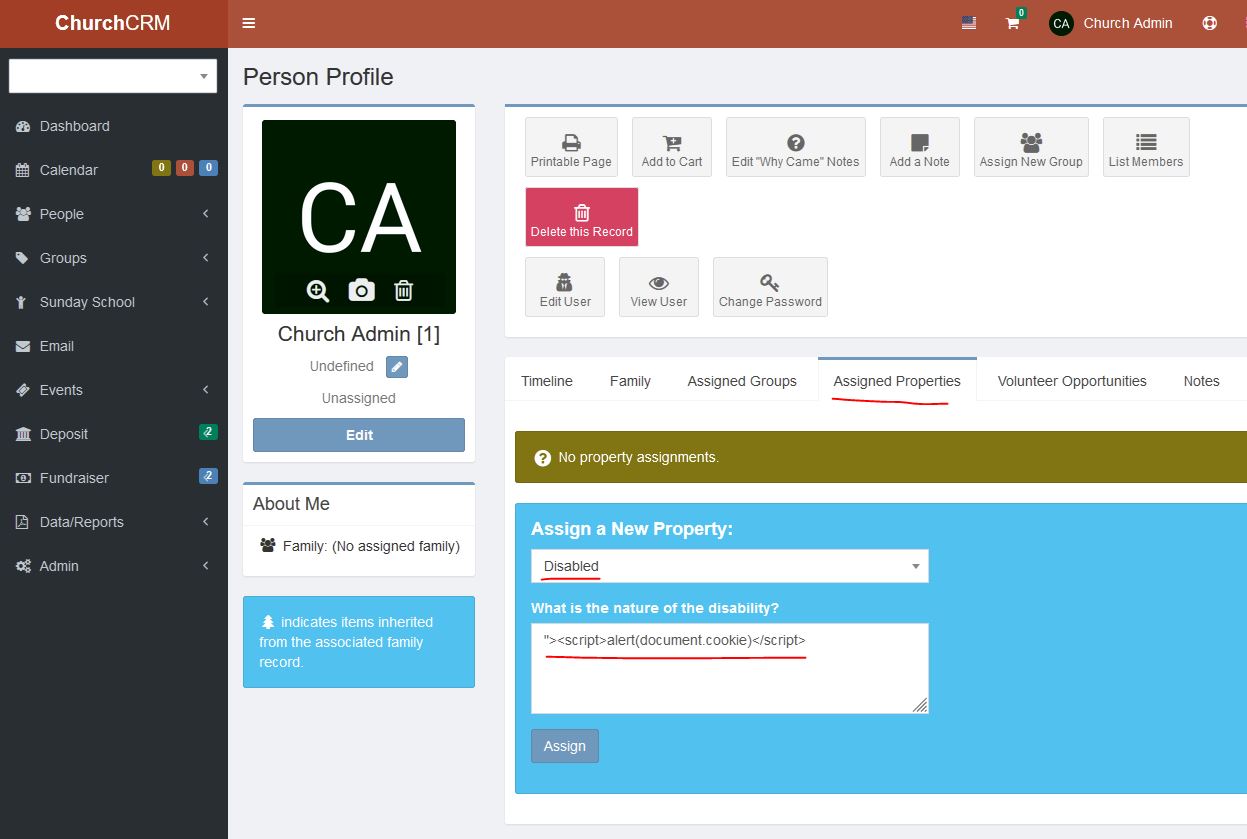 ChurchCRM
0
CA Church Admin
Person Profile
Dashboard
Calendar 0 0 0
People
Groups
Sunday School
Email
Events
Deposit 2
Fundraiser 2
Data/Reports
Admin
CA
Church Admin [1]
Undefined
Unassigned
Edit
About Me
Family: (No assigned family)
indicates items inherited
from the associated family
record.
Printable Page
Add to Cart
Edit "Why Came" Notes
Add a Note
Assign New Group
List Members
Delete this Record
Edit User
View User
Change Password
Timeline
Family
Assigned Groups
Assigned Properties
Volunteer Opportunities
Notes
No property assignments.
Assign a New Property:
Disabled
What is the nature of the disability?
"><script>alert(document.cookie)</script>
Assign